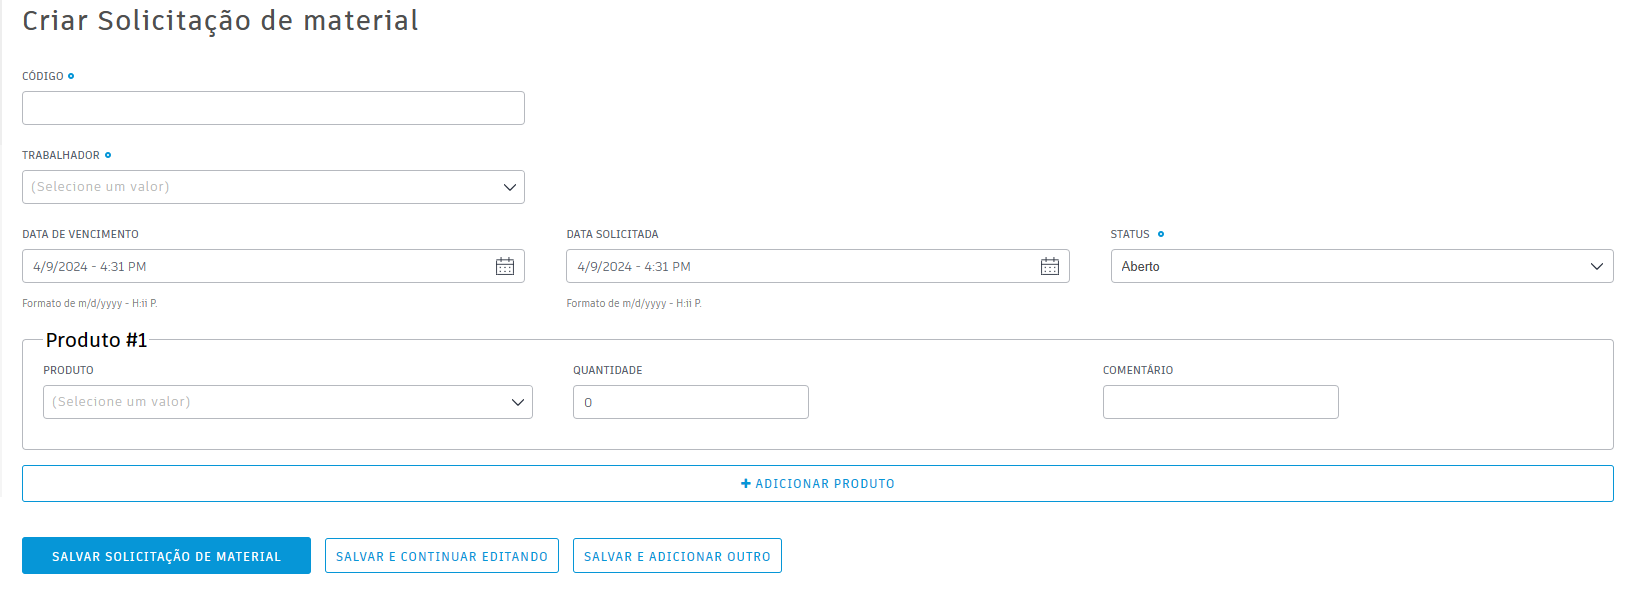 Criar Solicitação de material
CÓDIGO
TRABALHADOR
(Selecione um valor)
DATA DE VENCIMENTO
4/9/2024 - 4:31 PM
Formato de m/d/yyyy - H:ii P.
DATA SOLICITADA
4/9/2024 - 4:31 PM
Formato de m/d/yyyy - H:ii P.
STATUS
Aberto
Produto #1
PRODUTO
(Selecione um valor)
QUANTIDADE
0
COMENTÁRIO
+ ADICIONAR PRODUTO
SALVAR SOLICITAÇÃO DE MATERIAL
SALVAR E CONTINUAR EDITANDO
SALVAR E ADICIONAR OUTRO